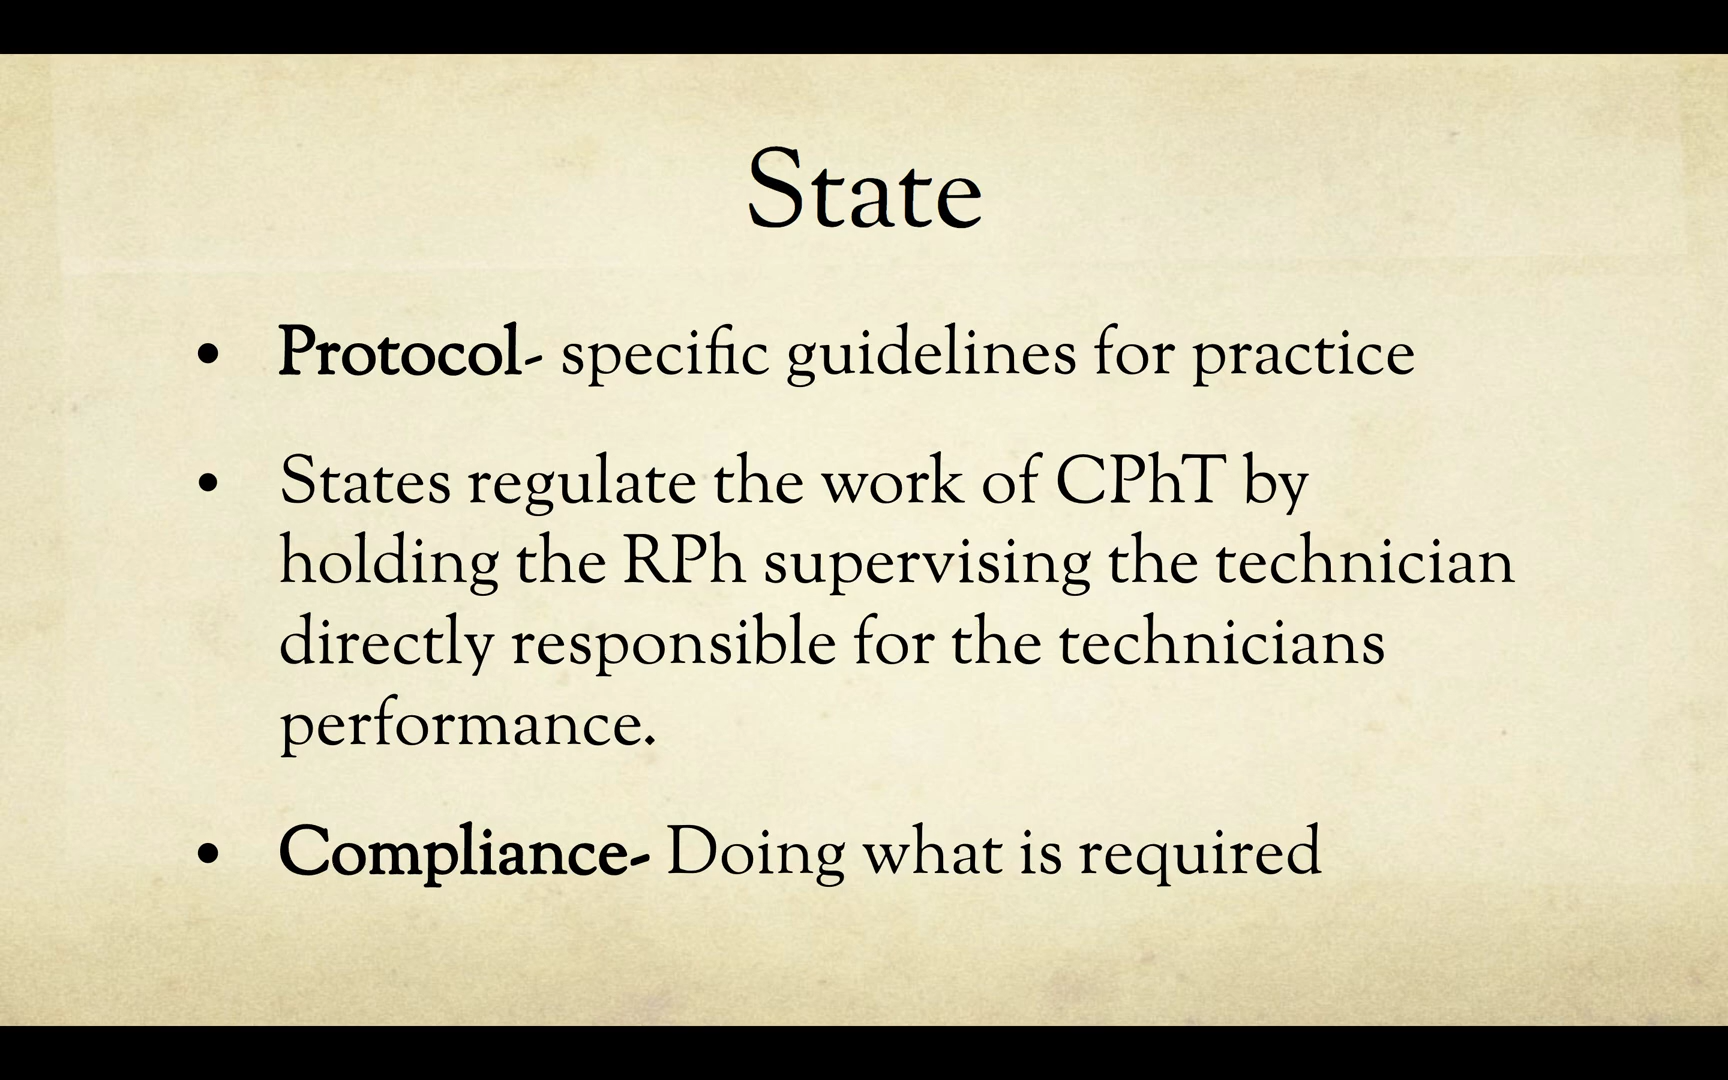 State
• Protocol- specific guidelines for practice
• States regulate the work of CPhT by
holding the RPh supervising the technician
directly responsible for the technicians
performance.
• Compliance- Doing what is required